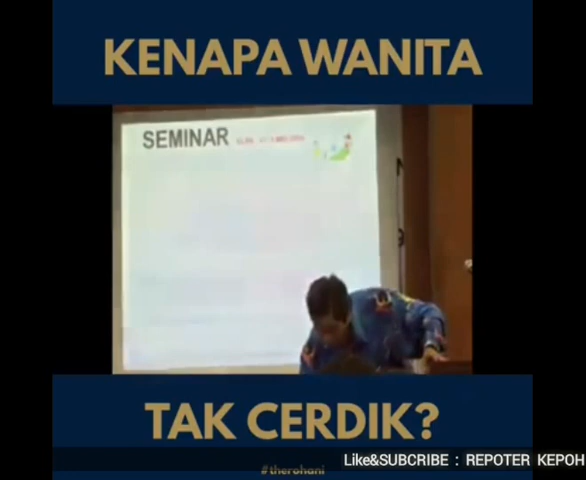 KENAPA WANITA
SEMINAR
TAK CERDIK?
Like&SUBCRIBE : REPOTER KEPOH
#therohani